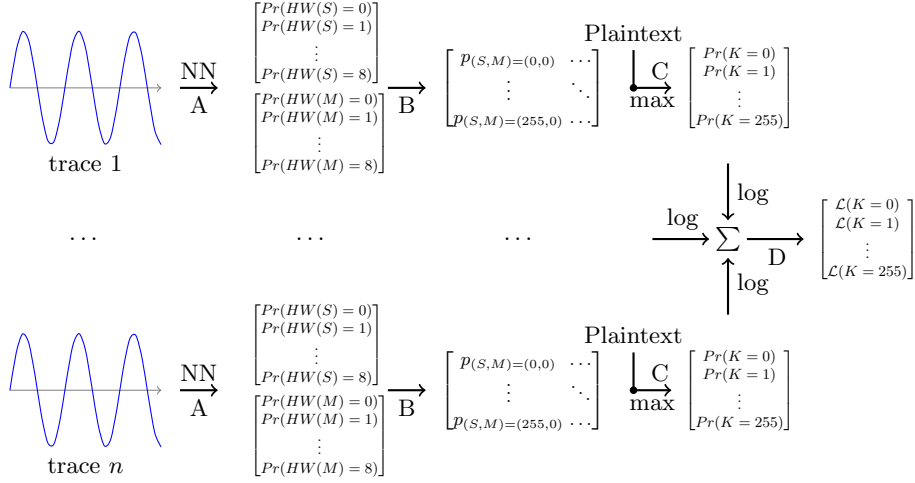 Pr(HW(S) = 0)
Pr(HW(S) = 1)
⋮
Pr(HW(S) = 8)
NN
A
Pr(HW(M) = 0)
Pr(HW(M) = 1)
⋮
Pr(HW(M) = 8)
B
p(S,M)=(0,0) ⋯
⋮ ⋱
p(S,M)=(255,0) ⋯
Plaintext
C
max
Pr(K = 0)
Pr(K = 1)
⋮
Pr(K = 255)
trace 1
log
⋯ ⋯ ⋯
log
∑
D
L(K = 0)
L(K = 1)
⋮
L(K = 255)
log
Pr(HW(S) = 0)
Pr(HW(S) = 1)
⋮
Pr(HW(S) = 8)
NN
A
Pr(HW(M) = 0)
Pr(HW(M) = 1)
⋮
Pr(HW(M) = 8)
B
p(S,M)=(0,0) ⋯
⋮ ⋱
p(S,M)=(255,0) ⋯
Plaintext
C
max
Pr(K = 0)
Pr(K = 1)
⋮
Pr(K = 255)
trace n